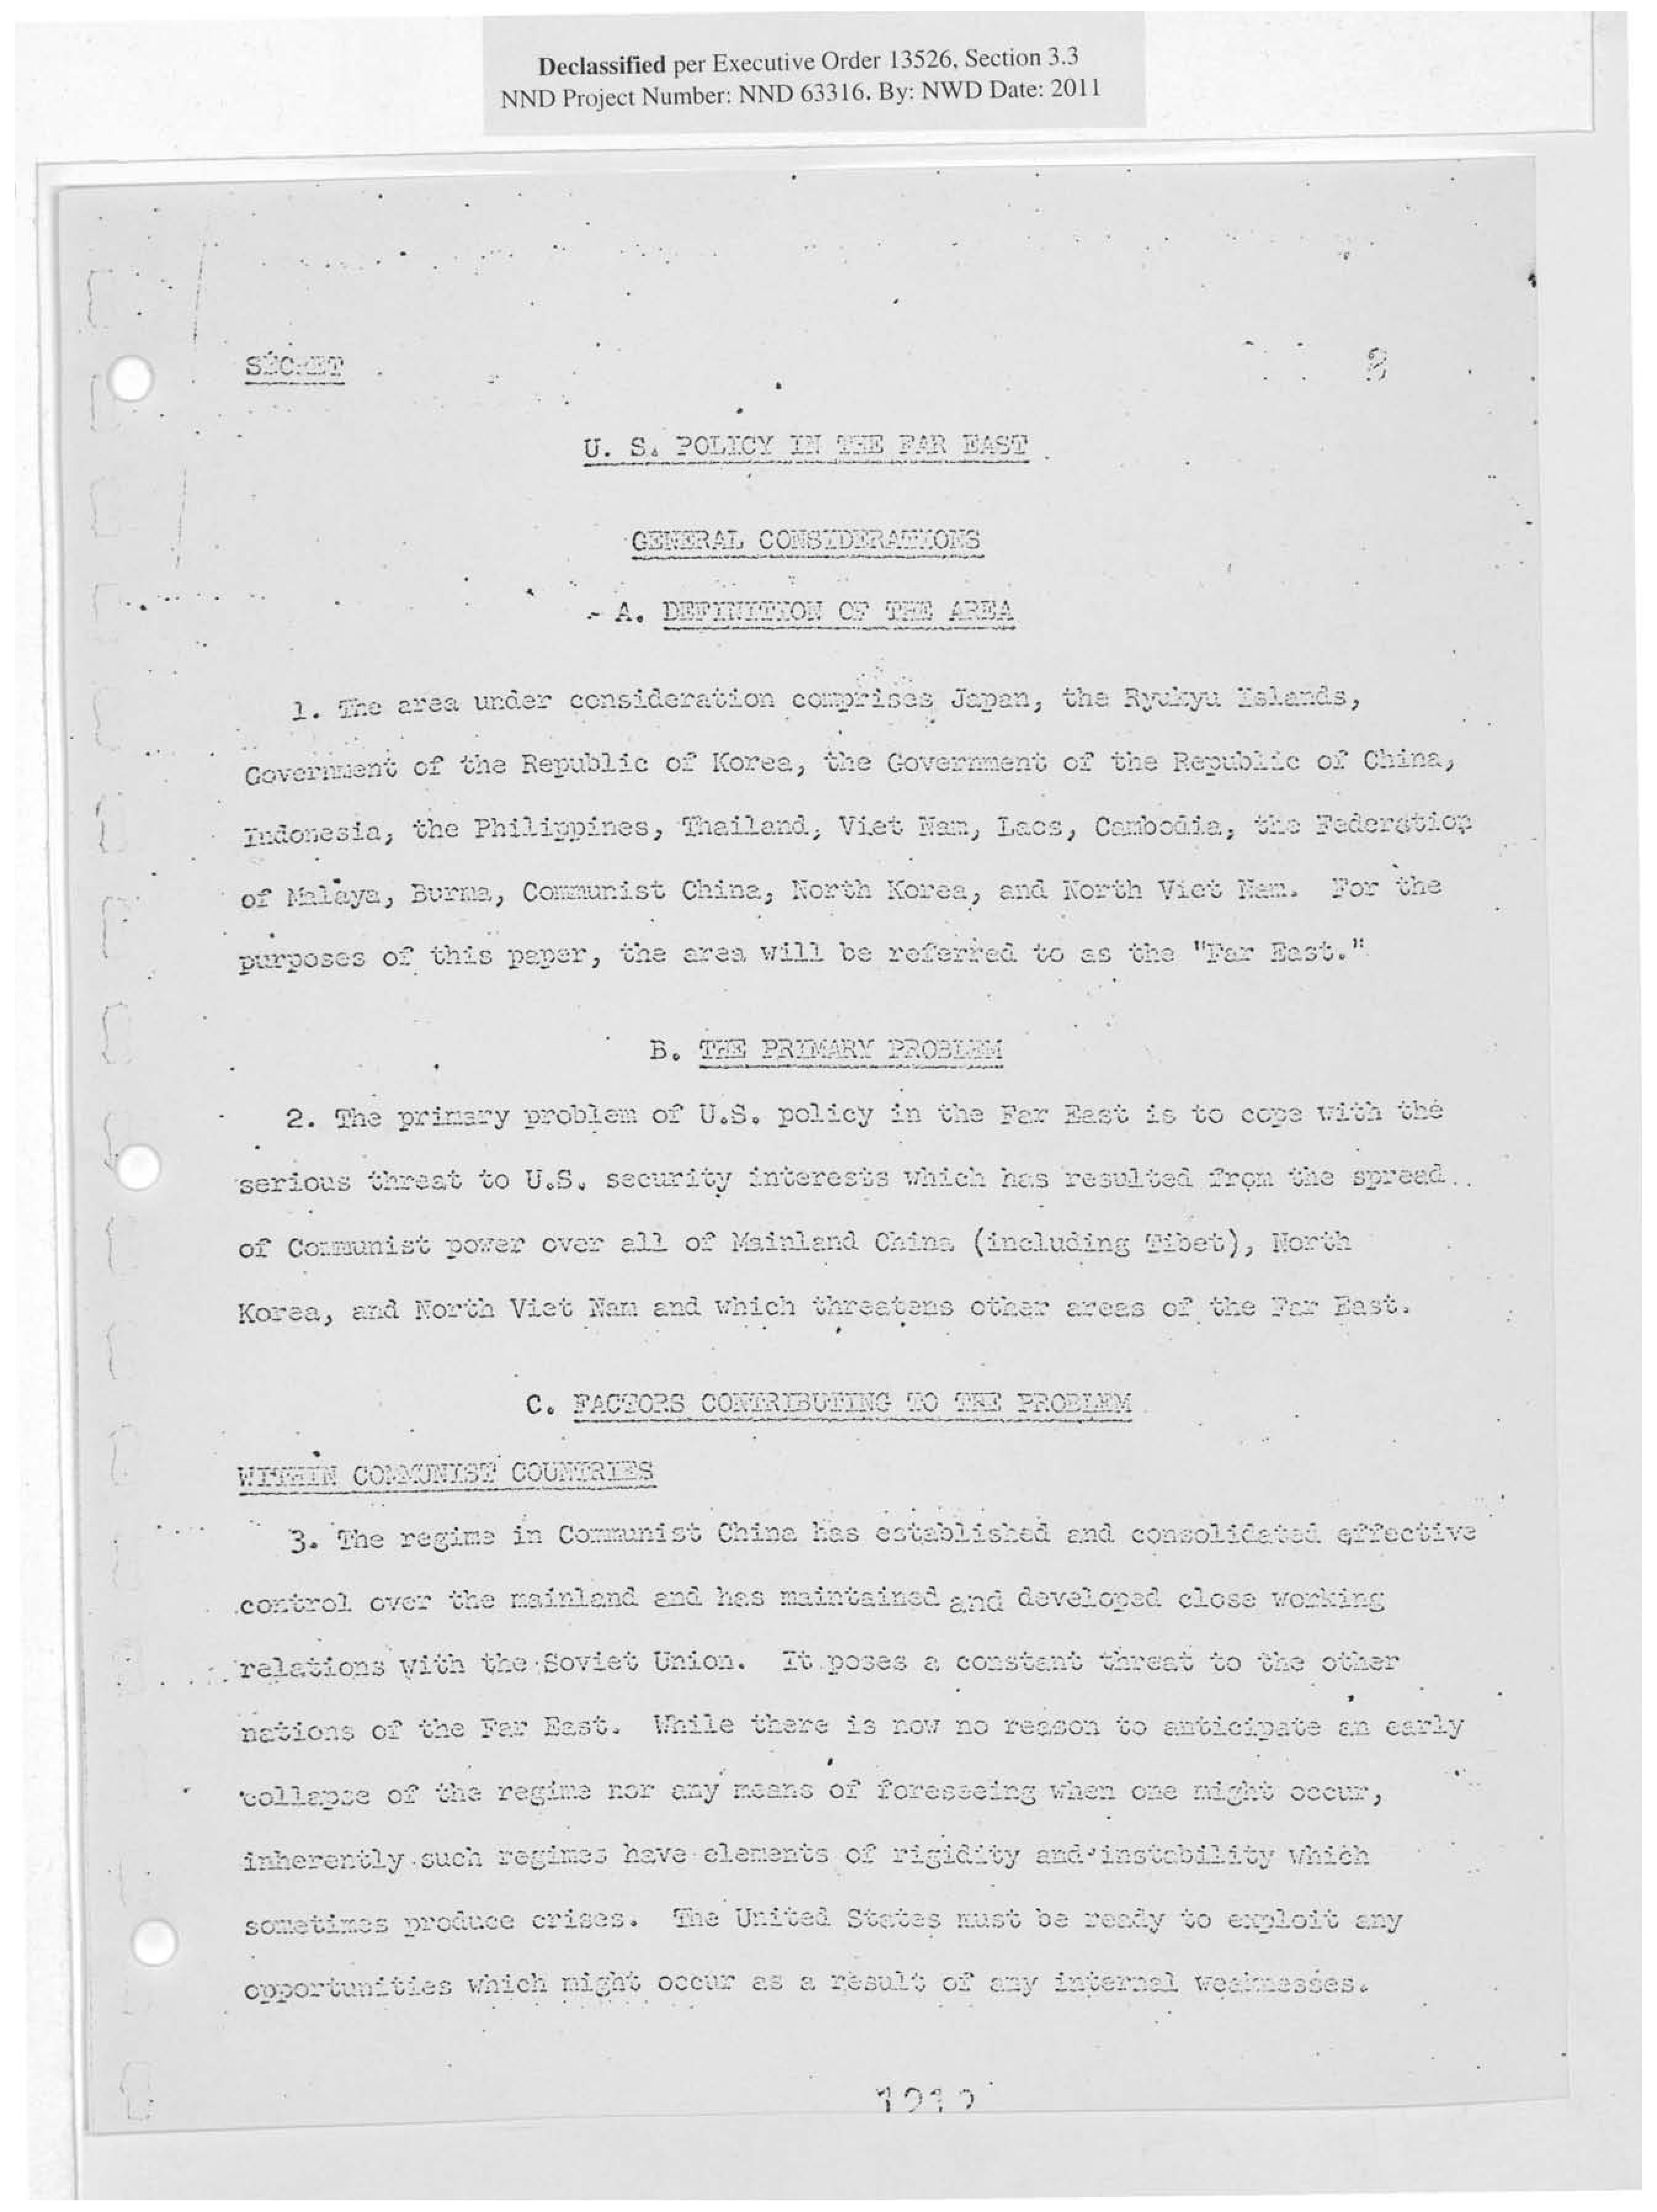 Declassified per Executive Order 13526, Section 3.3
NND Project Number: NND 63316. By: NWD Date: 2011
SECRET
U. S. POLICY IN THE FAR EAST
GENERAL CONSIDERATIONS
A. DEFINITION OF THE AREA
1. The area under consideration comprises Japan, the Ryukyu Islands,
Government of the Republic of Korea, the Government of the Republic of China,
Indonesia, the Philippines, Thailand, Viet Nam, Laos, Cambodia, the Federation
of Malaya, Burma, Communist China, North Korea, and North Viet Nam. For the
purposes of this paper, the area will be referred to as the "Far East."
B. THE PRIMARY PROBLEM
2. The primary problem of U.S. policy in the Far East is to cope with the
serious threat to U.S. security interests which has resulted from the spread
of Communist power over all of Mainland China (including Tibet), North
Korea, and North Viet Nam and which threatens other areas of the Far East.
C. FACTORS CONTRIBUTING TO THE PROBLEM
WITHIN COMMUNIST COUNTRIES
3. The regime in Communist China has established and consolidated effective
control over the mainland and has maintained and developed close working
relations with the Soviet Union. It poses a constant threat to the other
nations of the Far East. While there is now no reason to anticipate an early
collapse of the regime nor any means of foreseeing when one might occur,
inherently such regimes have elements of rigidity and instability which
sometimes produce crises. The United States must be ready to exploit any
opportunities which might occur as a result of any internal weaknesses.